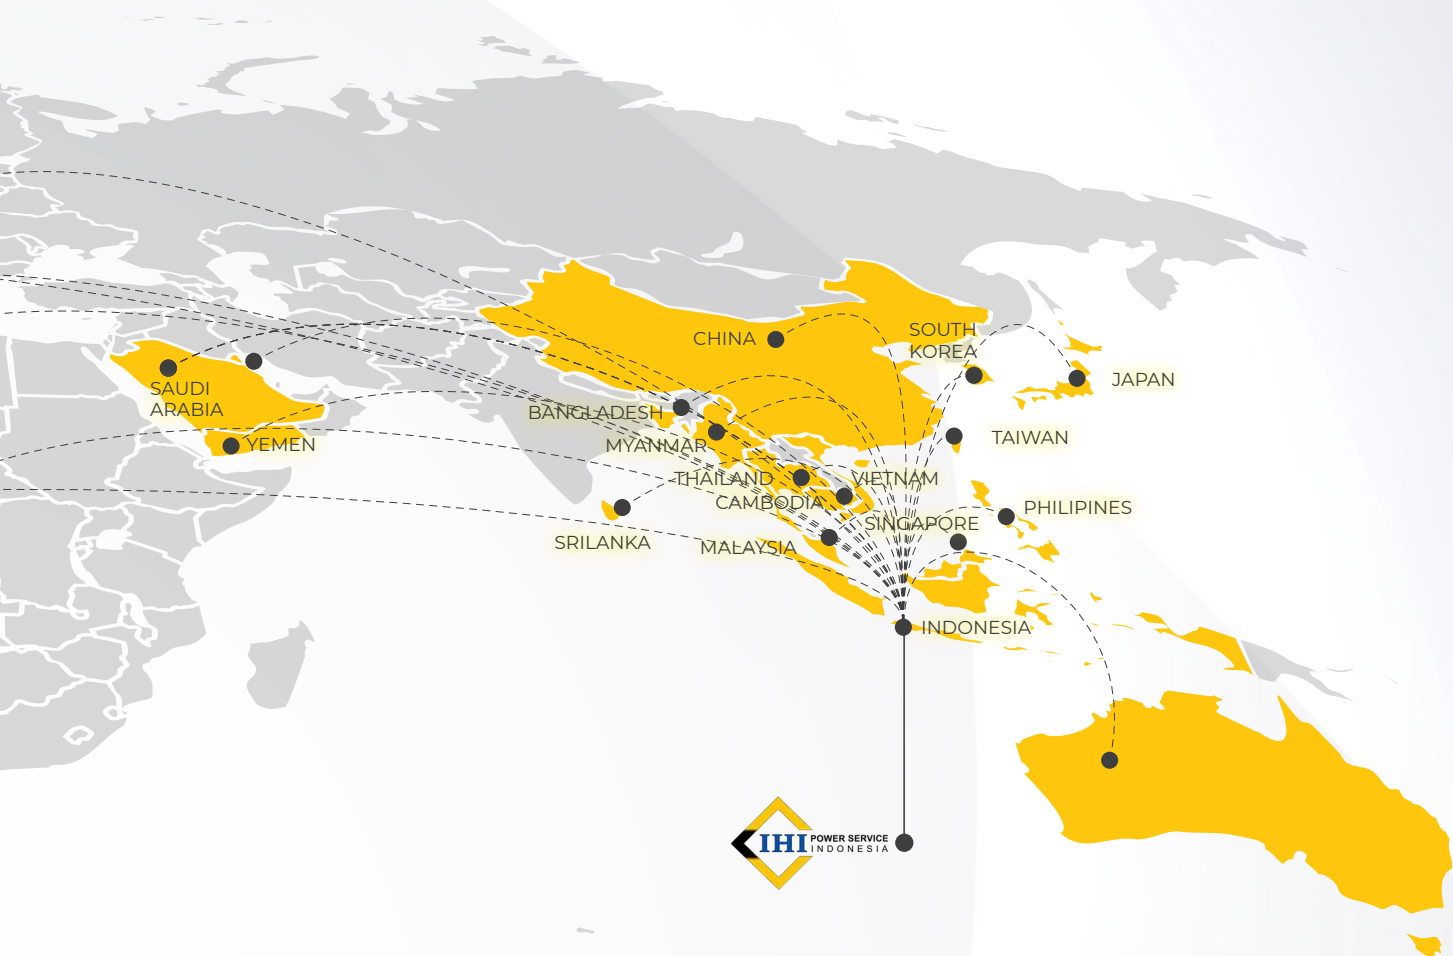 SOUTH
KOREA
CHINA
JAPAN
SAUDI
ARABIA
BANGLADESH
YEMEN
MYANMAR
TAIWAN
THAILAND
VIETNAM
CAMBODIA
PHILIPINES
SINGAPORE
SRILANKA
MALAYSIA
INDONESIA
IHI POWER SERVICE
INDONESIA